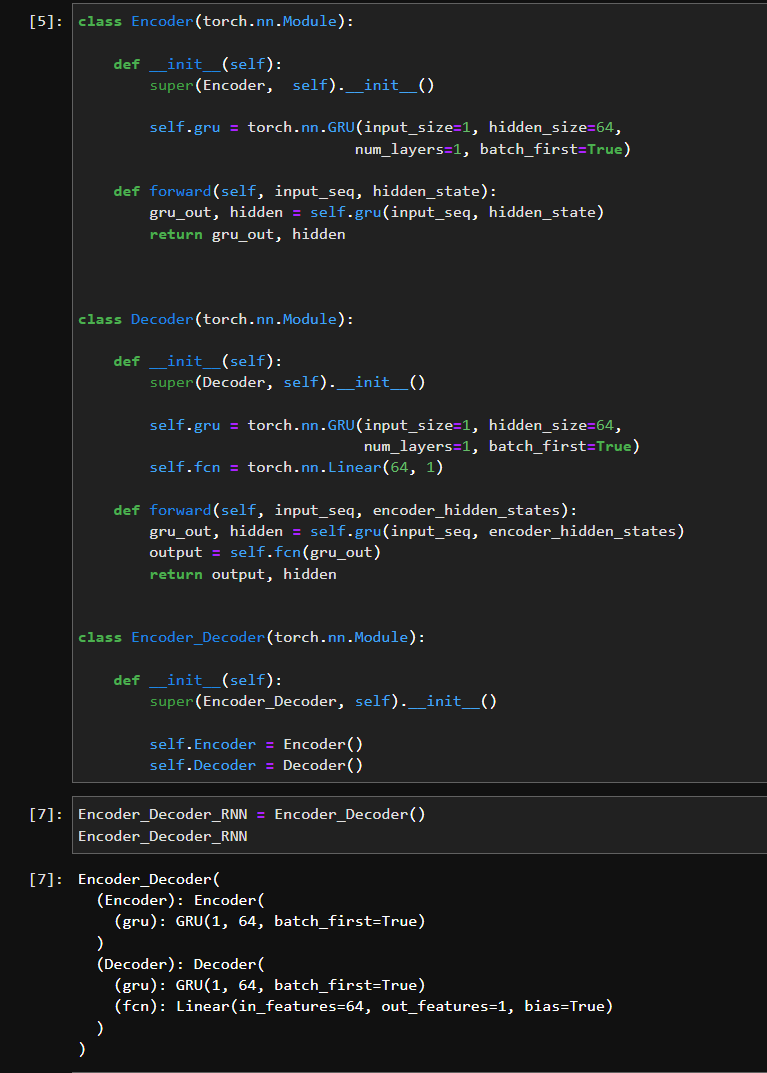 [5]: class Encoder(torch.nn.Module):
def __init__(self):
super(Encoder,  self).__init__()
self.gru = torch.nn.GRU(input_size=1, hidden_size=64,
num_layers=1, batch_first=True)
def forward(self, input_seq, hidden_state):
gru_out, hidden = self.gru(input_seq, hidden_state)
return gru_out, hidden
class Decoder(torch.nn.Module):
def __init__(self):
super(Decoder, self).__init__()
self.gru = torch.nn.GRU(input_size=1, hidden_size=64,
num_layers=1, batch_first=True)
self.fcn = torch.nn.Linear(64, 1)
def forward(self, input_seq, encoder_hidden_states):
gru_out, hidden = self.gru(input_seq, encoder_hidden_states)
output = self.fcn(gru_out)
return output, hidden
class Encoder_Decoder(torch.nn.Module):
def __init__(self):
super(Encoder_Decoder, self).__init__()
self.Encoder = Encoder()
self.Decoder = Decoder()
[7]: Encoder_Decoder_RNN = Encoder_Decoder()
Encoder_Decoder_RNN
[7]: Encoder_Decoder(
(Encoder): Encoder(
(gru): GRU(1, 64, batch_first=True)
)
(Decoder): Decoder(
(gru): GRU(1, 64, batch_first=True)
(fcn): Linear(in_features=64, out_features=1, bias=True)
)
)